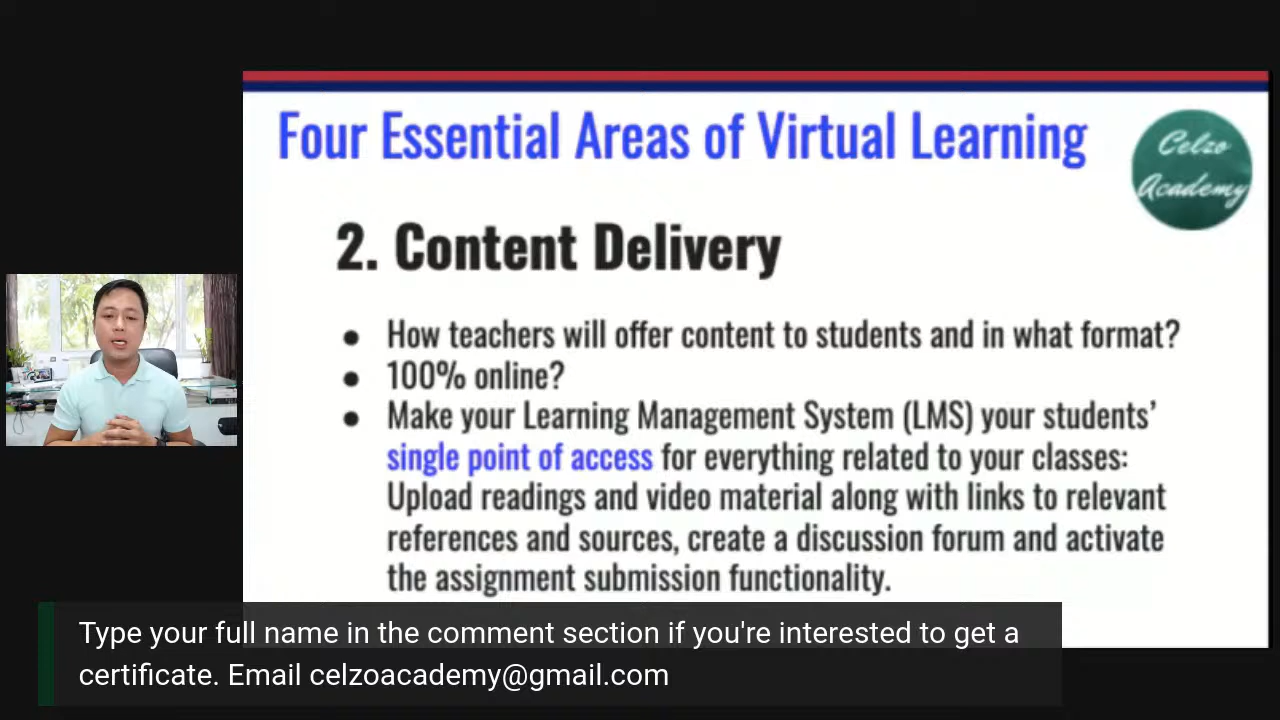 Four Essential Areas of Virtual Learning
Celzo
Academy
2. Content Delivery
● How teachers will offer content to students and in what format?
● 100% online?
● Make your Learning Management System (LMS) your students’
single point of access for everything related to your classes:
Upload readings and video material along with links to relevant
references and sources, create a discussion forum and activate
the assignment submission functionality.
Type your full name in the comment section if you're interested to get a
certificate. Email celzoacademy@gmail.com